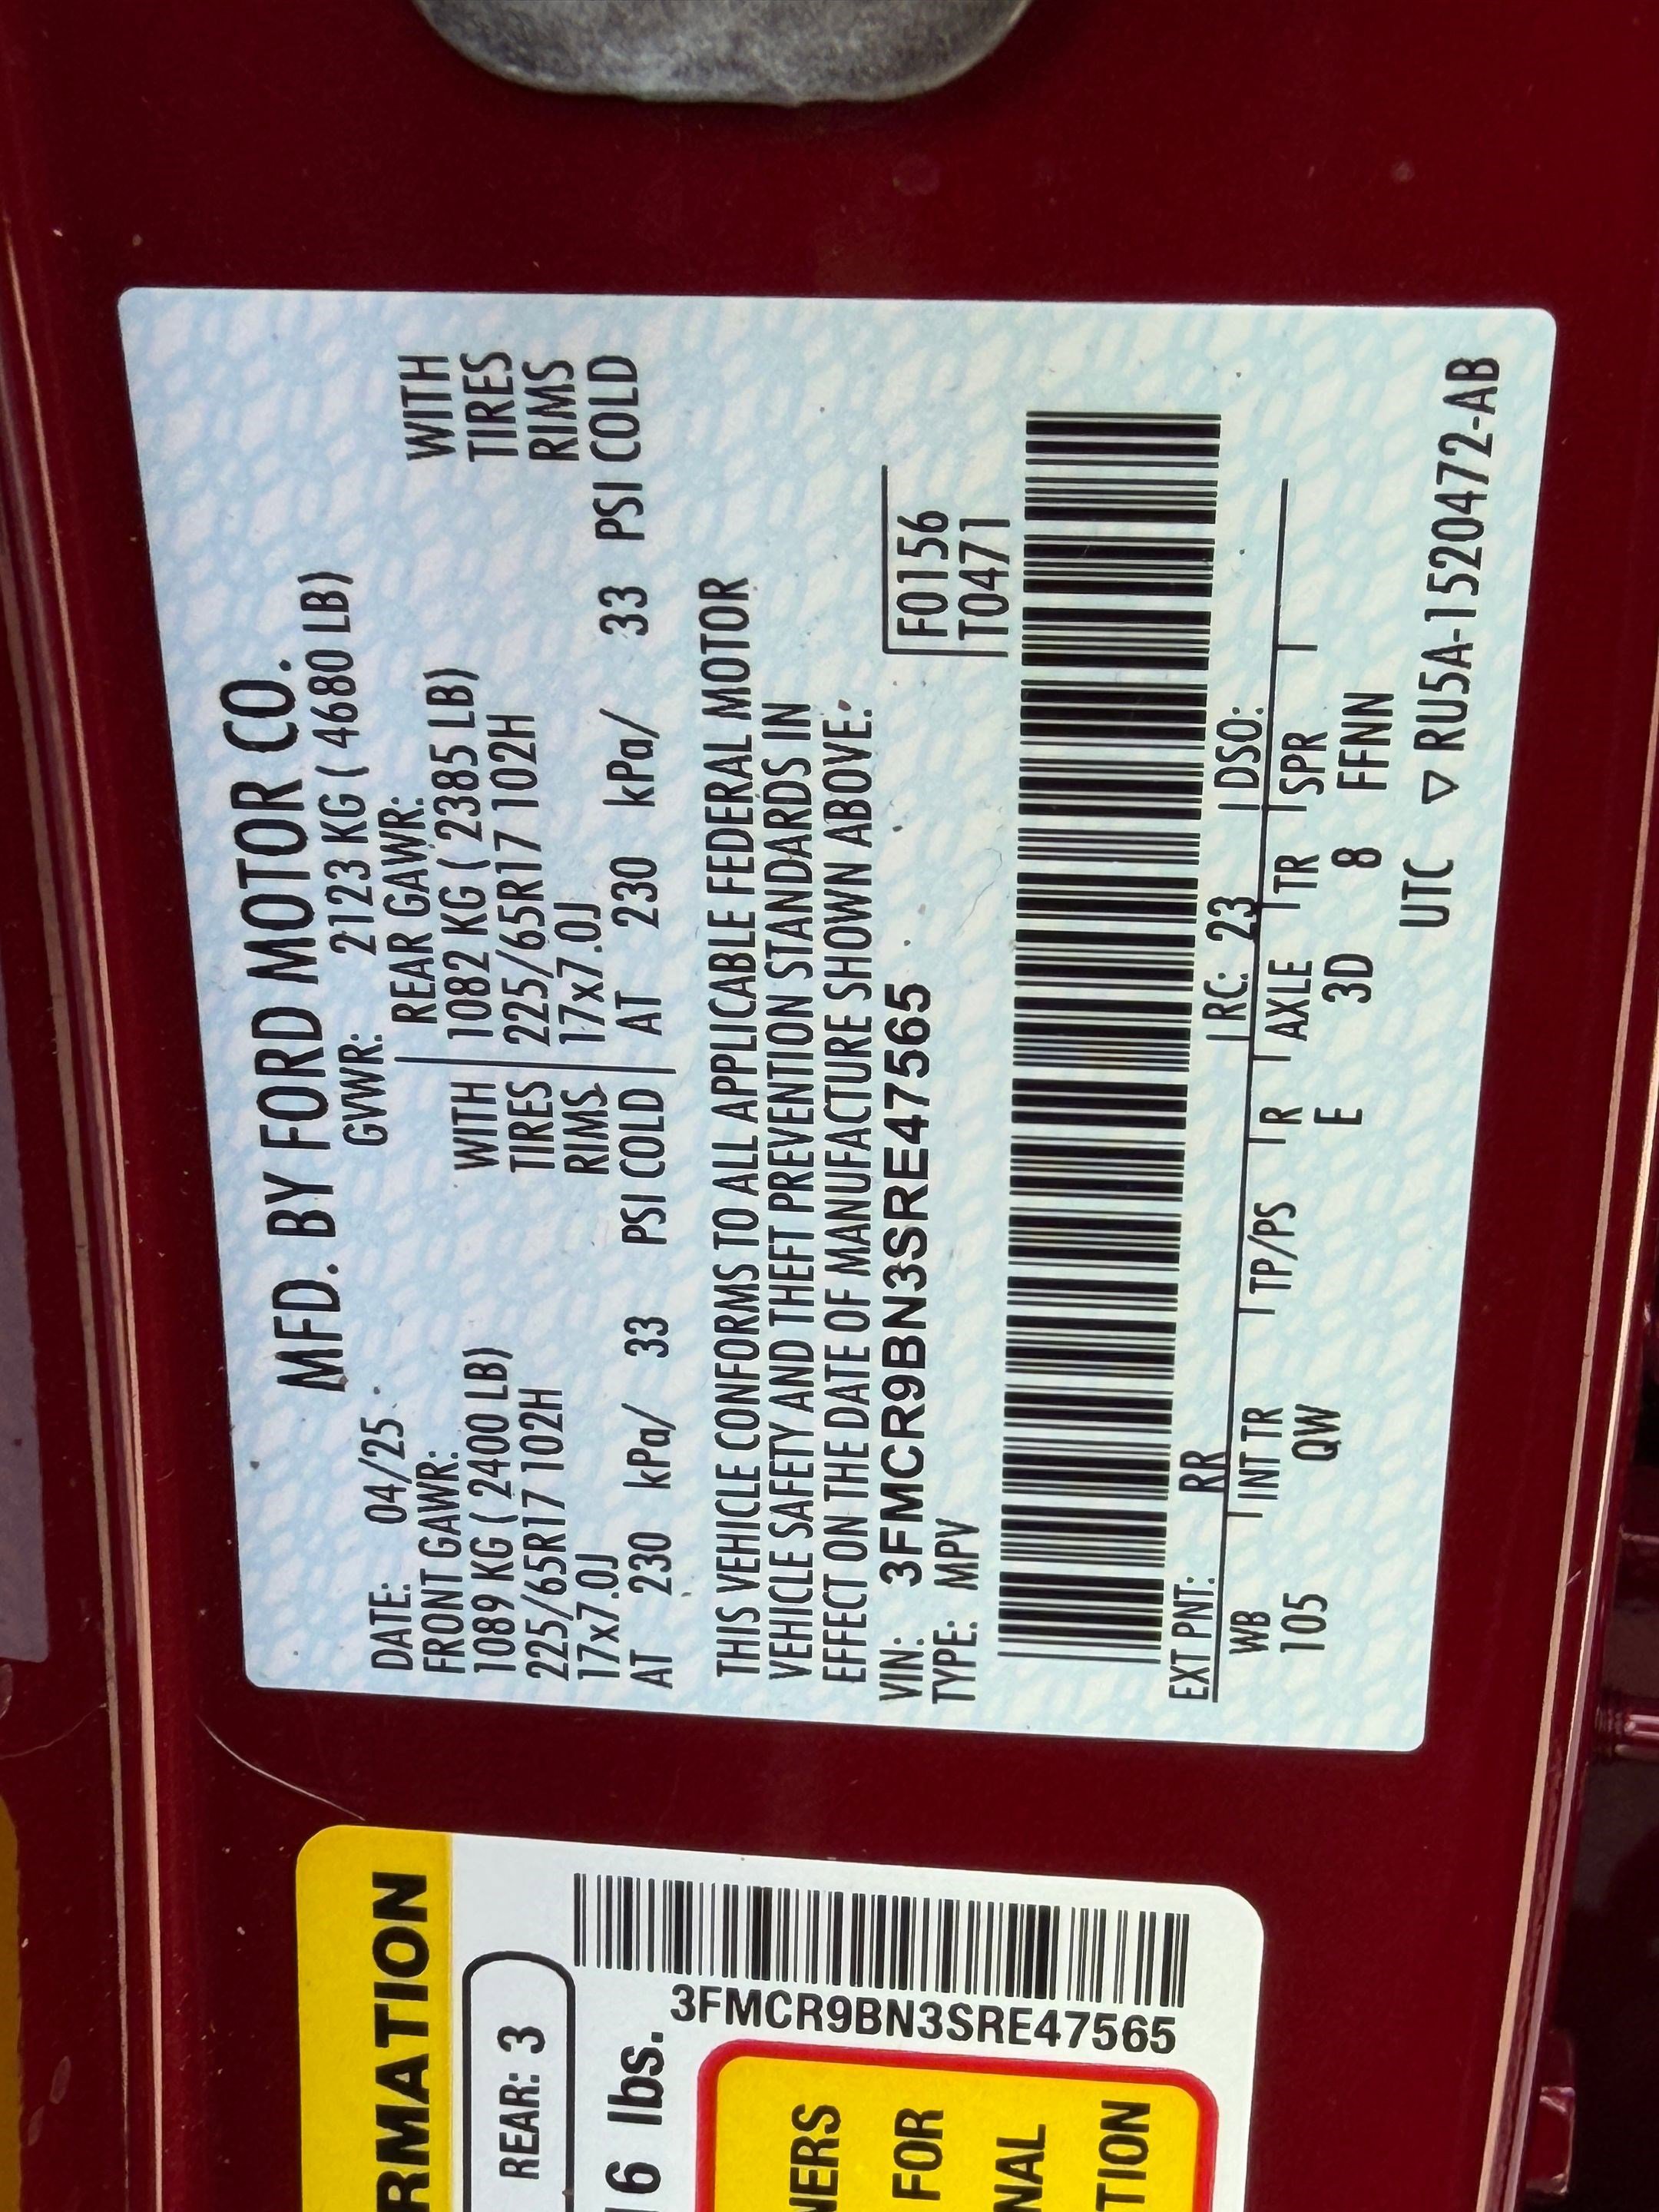 MFD. BY FORD MOTOR CO.
DATE: 04/25 GVWR: 2123 KG ( 4680 LB)
FRONT GAWR: REAR GAWR:
1089 KG ( 2400 LB) WITH 1082 KG ( 2385 LB) WITH
225/65R17 102H TIRES 225/65R17 102H TIRES
17x7.0J RIMS 17x7.0J RIMS
AT 230 kPa/ 33 PSI COLD AT 230 kPa/ 33 PSI COLD
THIS VEHICLE CONFORMS TO ALL APPLICABLE FEDERAL MOTOR
VEHICLE SAFETY AND THEFT PREVENTION STANDARDS IN
EFFECT ON THE DATE OF MANUFACTURE SHOWN ABOVE.
VIN: 3FMCR9BN3SRE47565 F0156
TYPE: MPV T0471
EXT PNT: RR RC: 23 DSO:
WB INT TR TP/PS R AXLE TR SPR
105 QW E 3D 8 FFNN
UTC ▽ RU5A-1520472-AB
RMATION
REAR: 3
6 lbs.
3FMCR9BN3SRE47565
NERS
FOR
NAL
TION